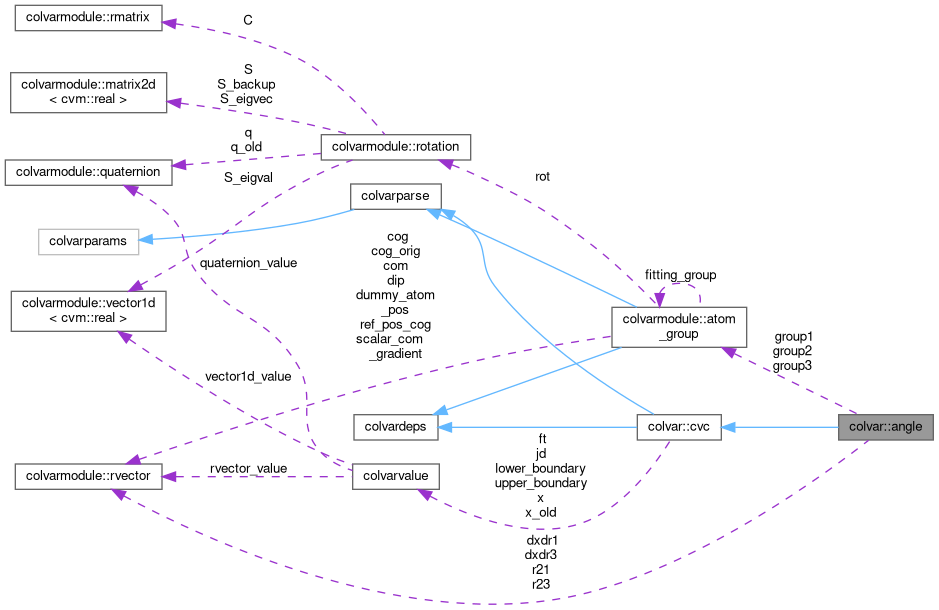 colvarmodule::rmatrix
C
colvarmodule::matrix2d
< cvm::real >
S
S_backup
S_eigvec
q
q_old
colvarmodule::rotation
colvarmodule::quaternion
S_eigval
rot
colvarparse
colvarparams
cog
cog_orig
com
dip
dummy_atom
_pos
ref_pos_cog
scalar_com
_gradient
quaternion_value
fitting_group
colvarmodule::vector1d
< cvm::real >
colvarmodule::atom
_group
group1
group2
group3
vector1d_value
colvardeps
colvar::cvc
colvar::angle
ft
jd
lower_boundary
upper_boundary
x
x_old
colvarmodule::rvector
rvector_value
colvarvalue
dxdr1
dxdr3
r21
r23